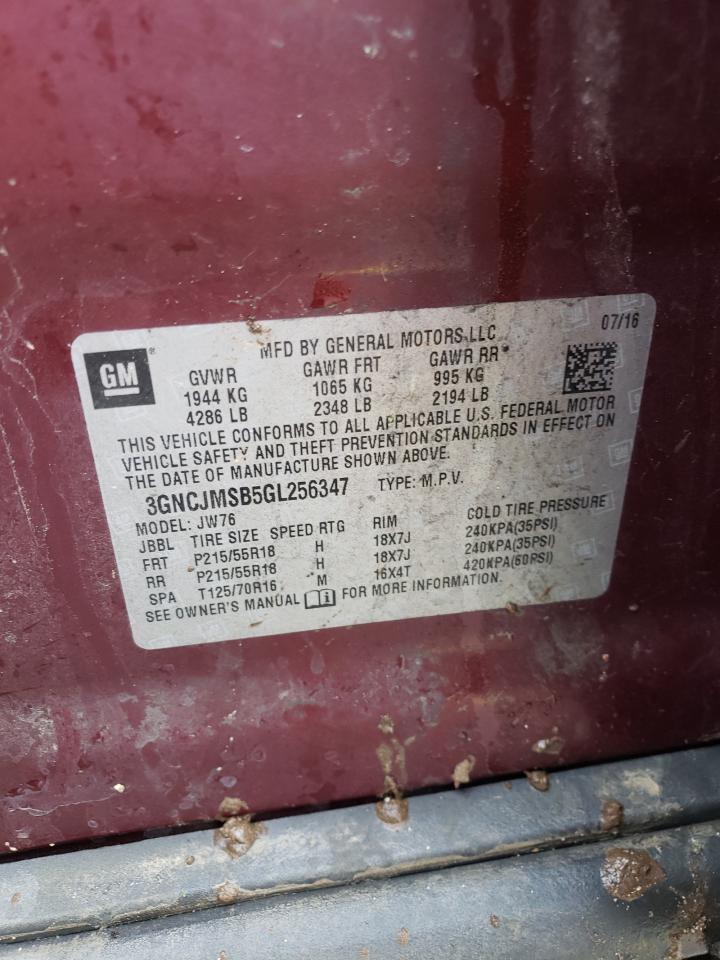 GM
®
MFD BY GENERAL MOTORS LLC
07/16
GVWR GAWR FRT GAWR RR
1944 KG 1065 KG 995 KG
4286 LB 2348 LB 2194 LB
THIS VEHICLE CONFORMS TO ALL APPLICABLE U.S. FEDERAL MOTOR
VEHICLE SAFETY AND THEFT PREVENTION STANDARDS IN EFFECT ON
THE DATE OF MANUFACTURE SHOWN ABOVE.
3GNCJMSB5GL256347 TYPE: M.P.V.
MODEL: JW76
JBBL TIRE SIZE SPEED RTG RIM COLD TIRE PRESSURE
FRT P215/55R18 H 18X7J 240KPA(35PSI)
RR P215/55R18 H 18X7J 240KPA(35PSI)
SPA T125/70R16 M 16X4T 420KPA(60PSI)
SEE OWNER'S MANUAL FOR MORE INFORMATION.